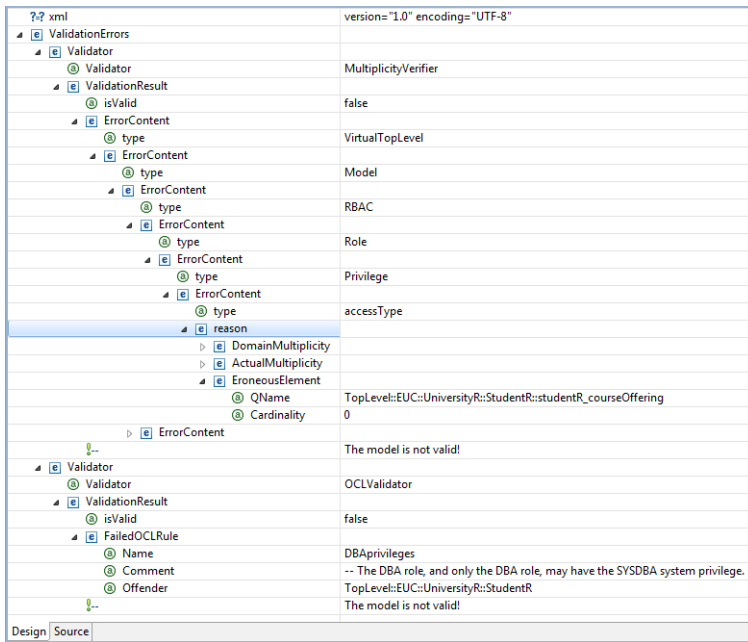 ?=? xml version="1.0" encoding="UTF-8"
e ValidationErrors
e Validator
@ Validator MultiplicityVerifier
e ValidationResult
@ isValid false
e ErrorContent
@ type VirtualTopLevel
e ErrorContent
@ type Model
e ErrorContent
@ type RBAC
e ErrorContent
@ type Role
e ErrorContent
@ type Privilege
e ErrorContent
@ type accessType
e reason
e DomainMultiplicity
e ActualMultiplicity
e EroneousElement
@ QName TopLevel::EUC::UniversityR::StudentR::studentR_courseOffering
@ Cardinality 0
e ErrorContent
!-- The model is not valid!
e Validator
@ Validator OCLValidator
e ValidationResult
@ isValid false
e FailedOCLRule
@ Name DBAprivileges
@ Comment -- The DBA role, and only the DBA role, may have the SYSDBA system privilege.
@ Offender TopLevel::EUC::UniversityR::StudentR
!-- The model is not valid!
Design Source